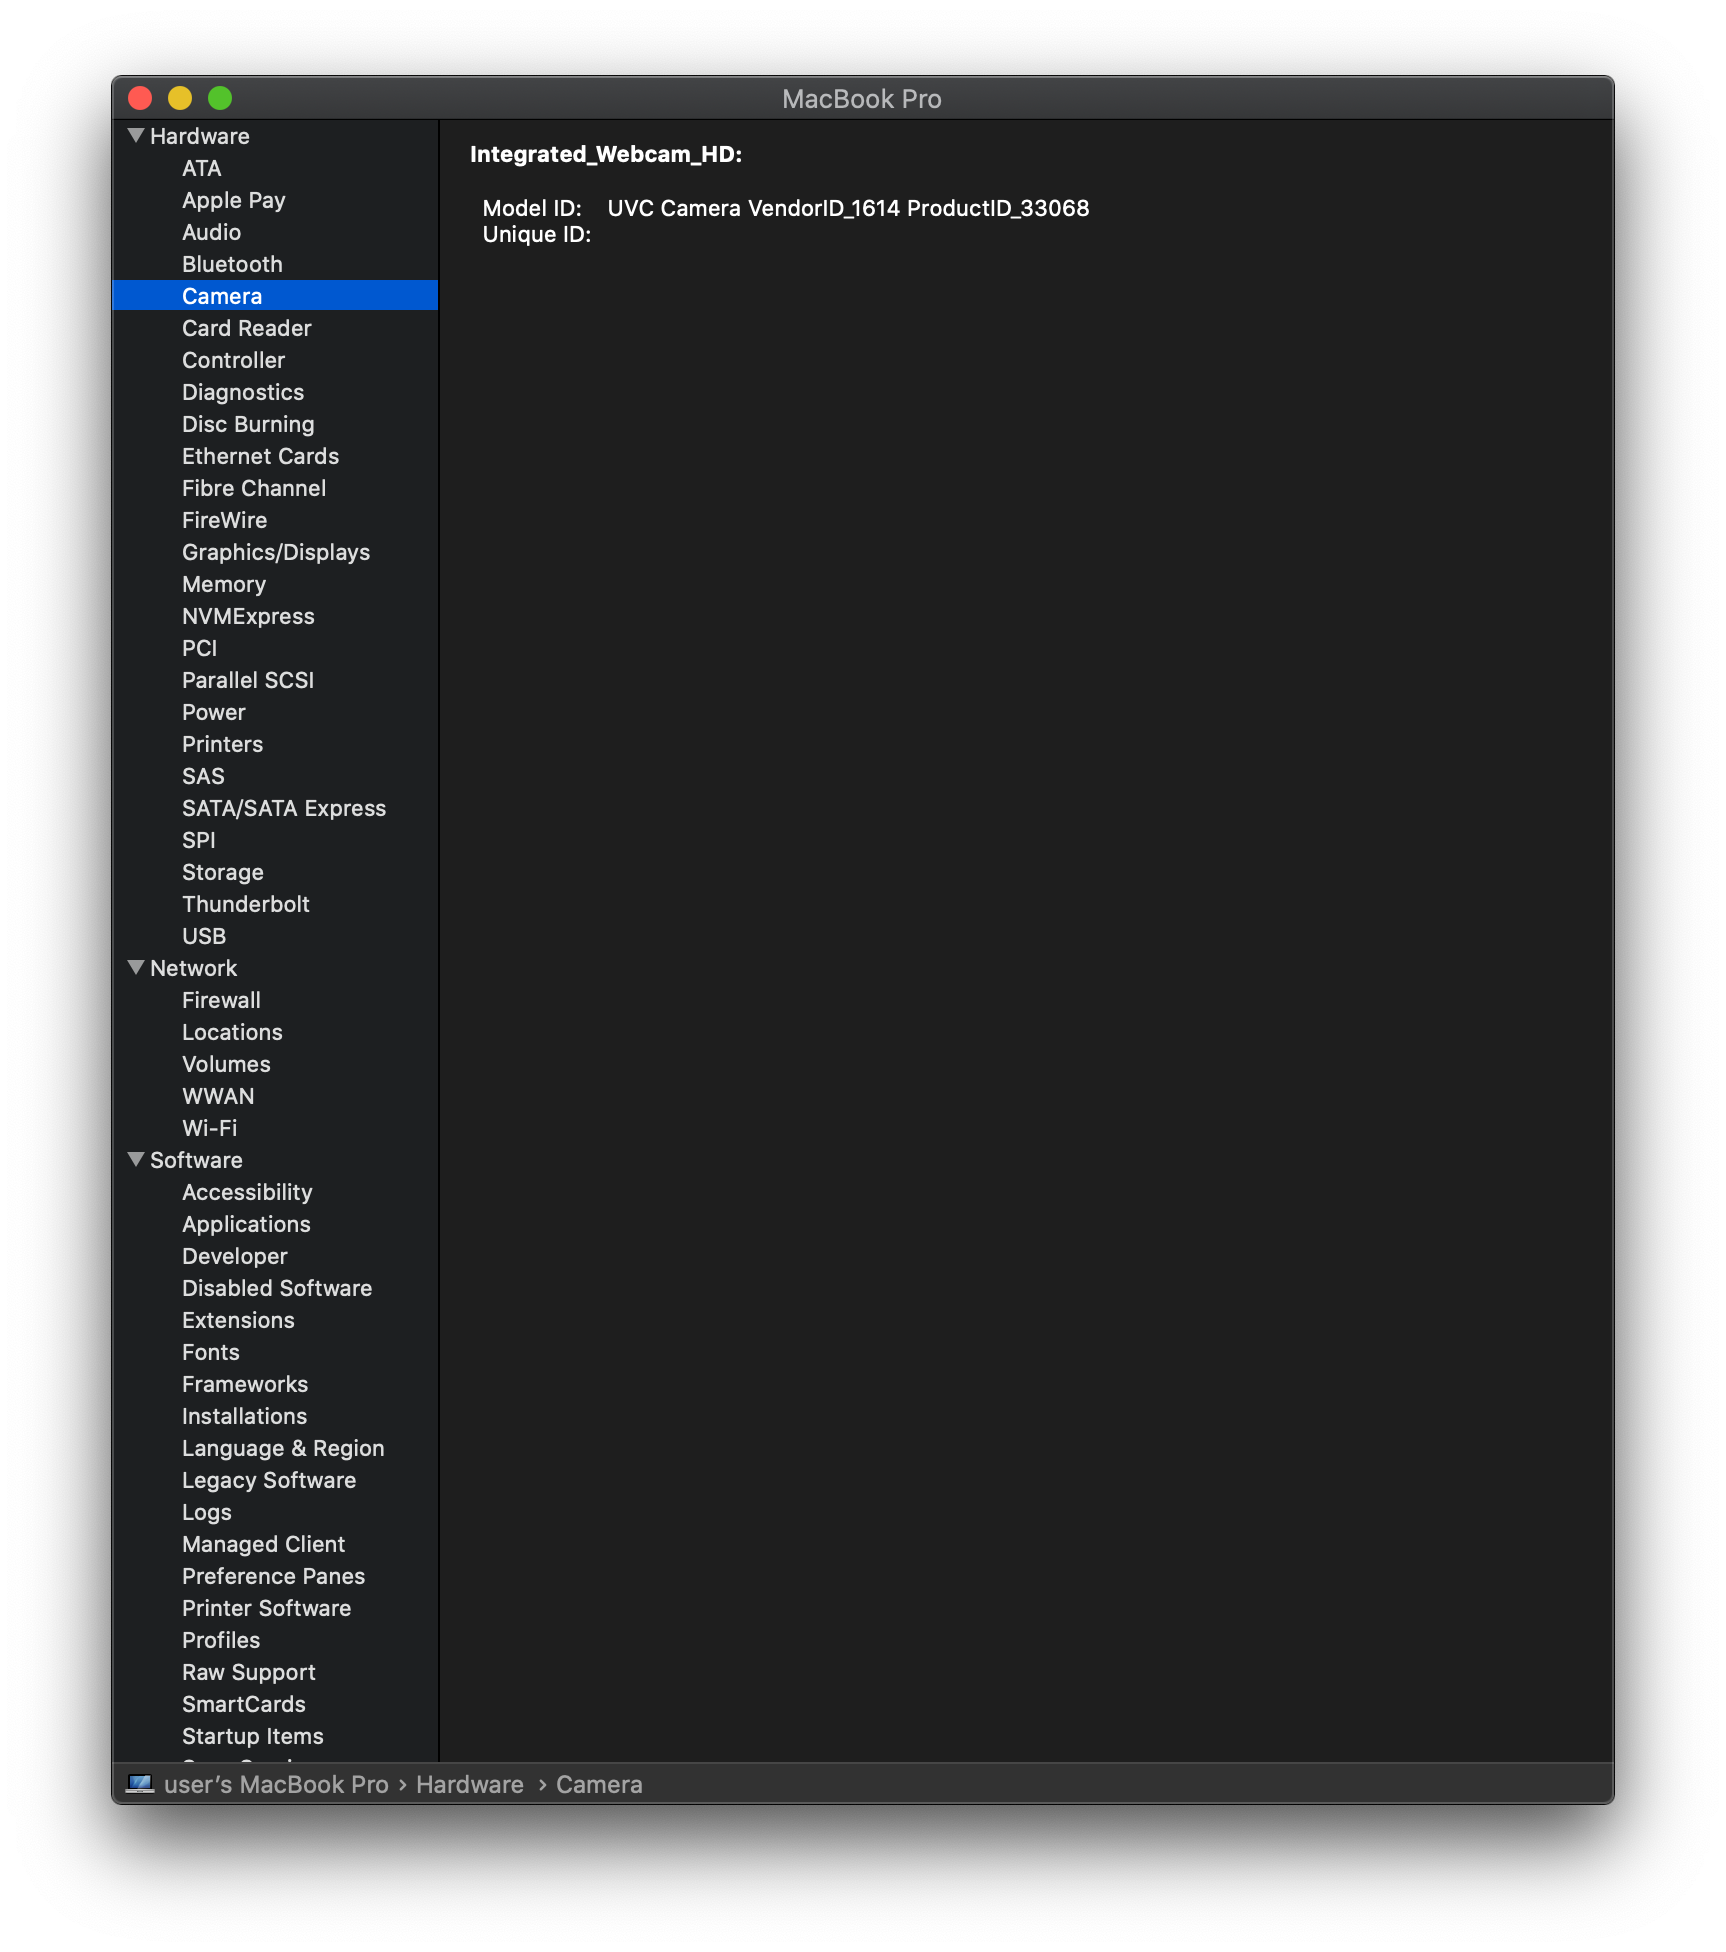 MacBook Pro
Hardware
ATA
Apple Pay
Audio
Bluetooth
Camera
Card Reader
Controller
Diagnostics
Disc Burning
Ethernet Cards
Fibre Channel
FireWire
Graphics/Displays
Memory
NVMExpress
PCI
Parallel SCSI
Power
Printers
SAS
SATA/SATA Express
SPI
Storage
Thunderbolt
USB
Network
Firewall
Locations
Volumes
WWAN
Wi-Fi
Software
Accessibility
Applications
Developer
Disabled Software
Extensions
Fonts
Frameworks
Installations
Language & Region
Legacy Software
Logs
Managed Client
Preference Panes
Printer Software
Profiles
Raw Support
SmartCards
Startup Items
Integrated_Webcam_HD:
Model ID: UVC Camera VendorID_1614 ProductID_33068
Unique ID:
user's MacBook Pro › Hardware › Camera